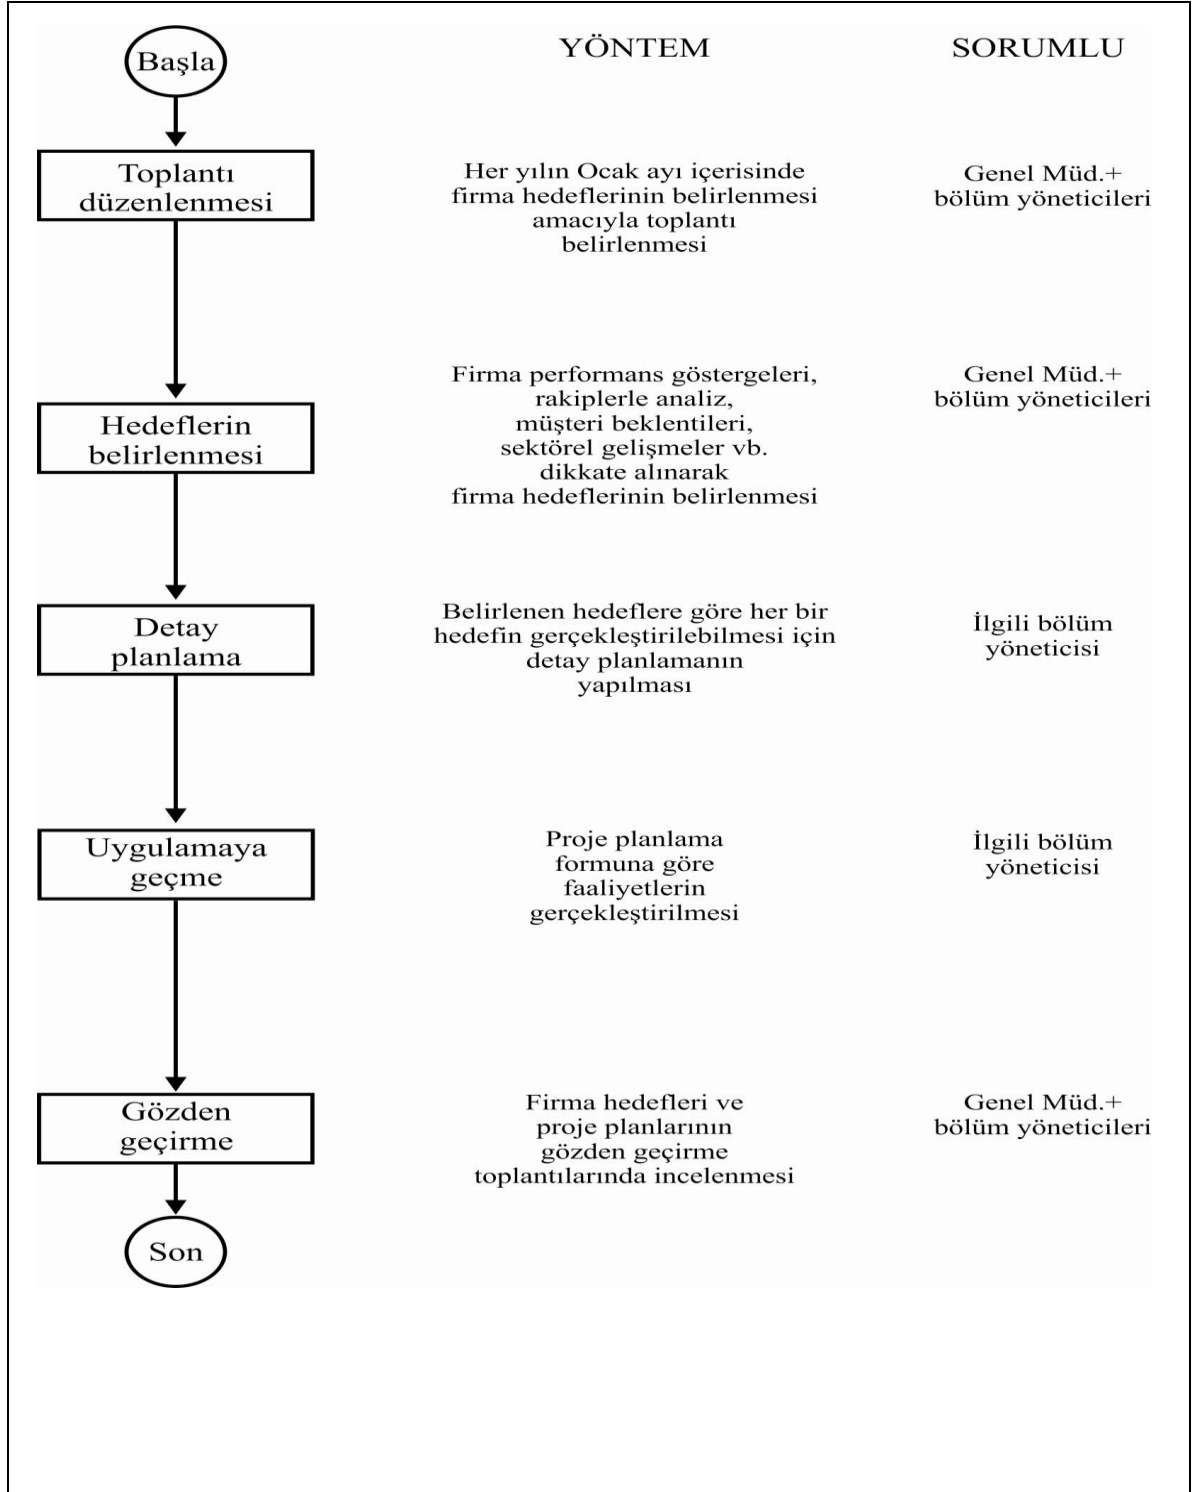 Başla
YÖNTEM
SORUMLU
Toplantı
düzenlenmesi
Her yılın Ocak ayı içerisinde
firma hedeflerinin belirlenmesi
amacıyla toplantı
belirlenmesi
Genel Müd.+
bölüm yöneticileri
Hedeflerin
belirlenmesi
Firma performans göstergeleri,
rakiplerle analiz,
müşteri beklentileri,
sektörel gelişmeler vb.
dikkate alınarak
firma hedeflerinin belirlenmesi
Genel Müd.+
bölüm yöneticileri
Detay
planlama
Belirlenen hedeflere göre her bir
hedefin gerçekleştirilebilmesi için
detay planlamanın
yapılması
İlgili bölüm
yöneticisi
Uygulamaya
geçme
Proje planlama
formuna göre
faaliyetlerin
gerçekleştirilmesi
İlgili bölüm
yöneticisi
Gözden
geçirme
Firma hedefleri ve
proje planlarının
gözden geçirme
toplantılarında incelenmesi
Genel Müd.+
bölüm yöneticileri
Son